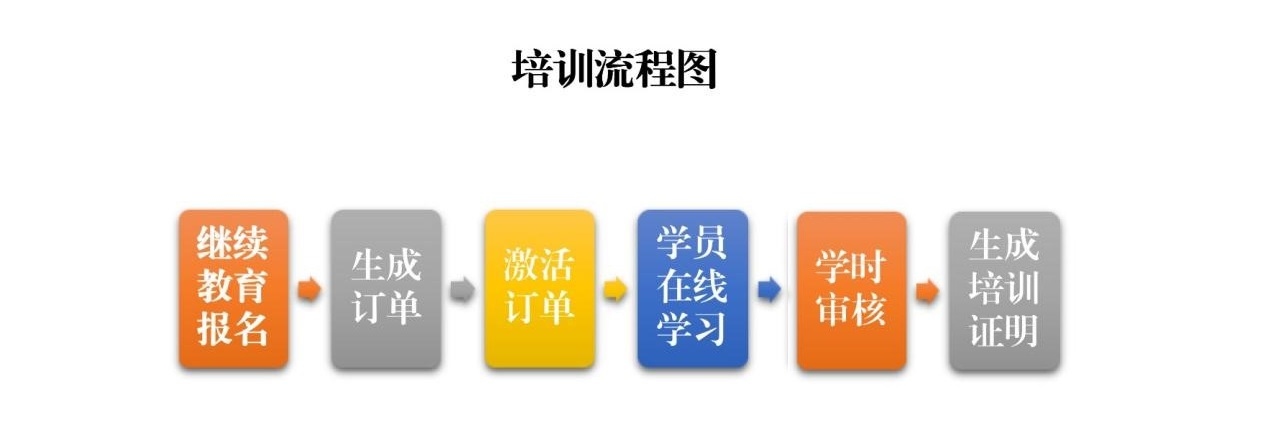 培训流程图
继续
教育
报名
生成
订单
激活
订单
学员
在线
学习
学时
审核
生成
培训
证明